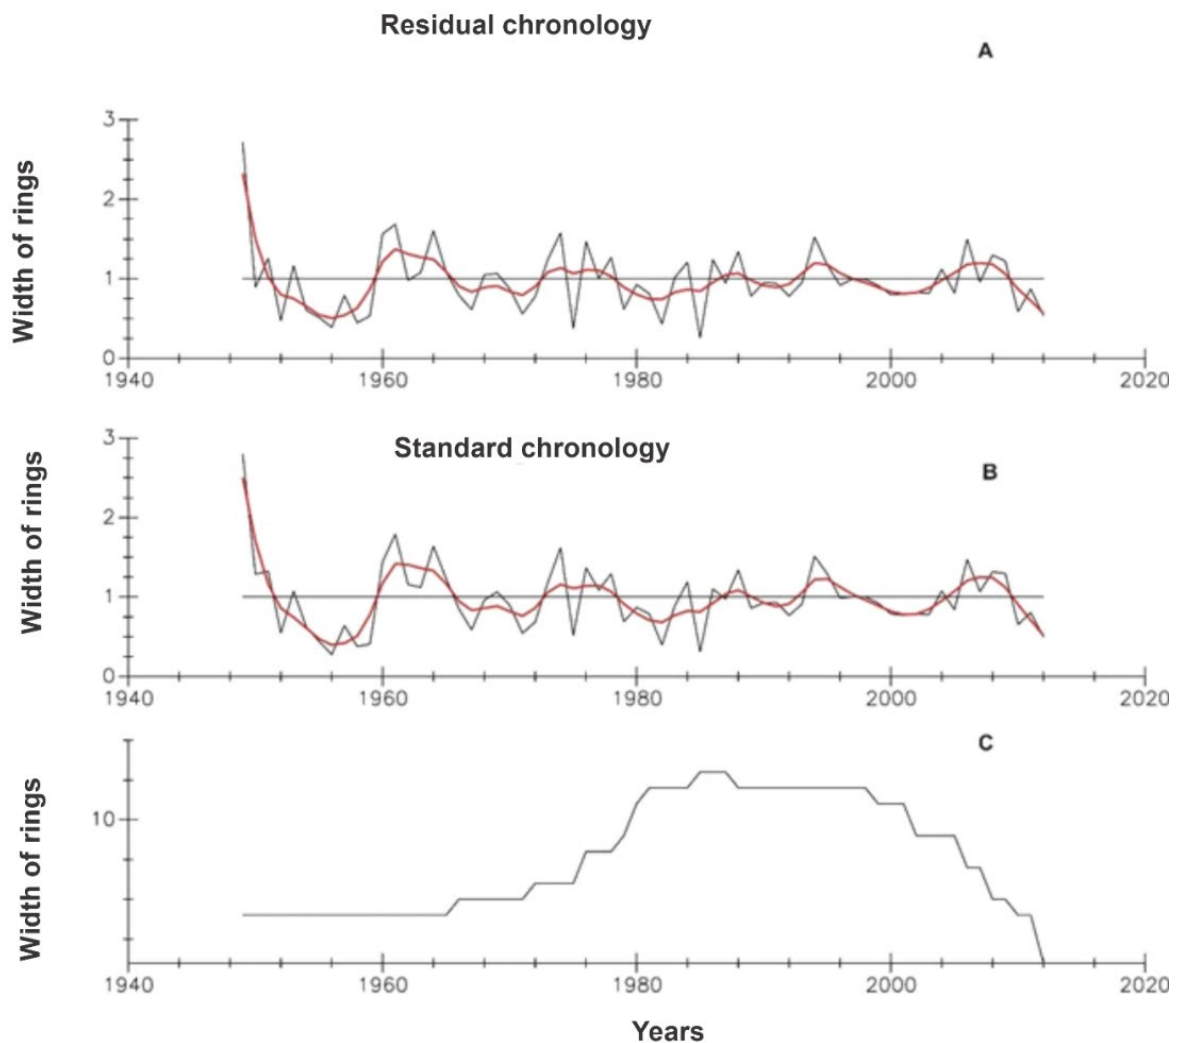 Residual chronology
A
Width of rings
3
2
1
0
1940 1960 1980 2000 2020
Standard chronology
B
Width of rings
3
2
1
0
1940 1960 1980 2000 2020
C
Width of rings
10
1940 1960 1980 2000 2020
Years